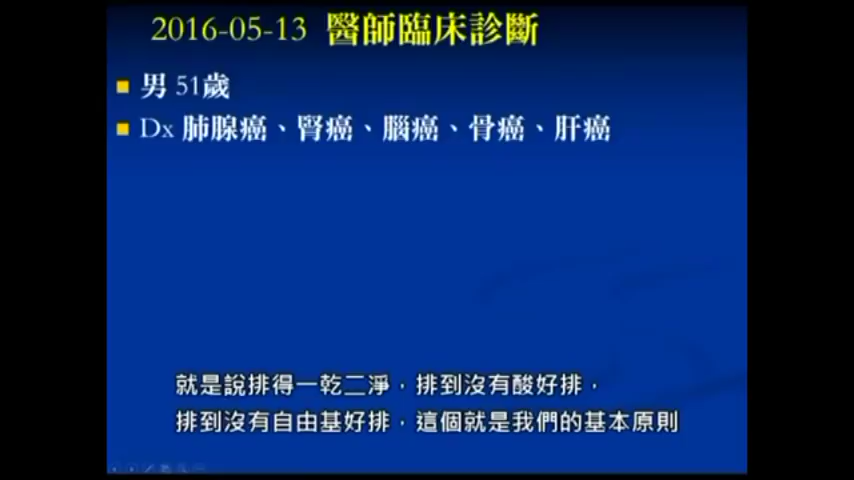 2016-05-13 醫師臨床診斷
男 51歲
Dx 肺腺癌、腎癌、腦癌、骨癌、肝癌
就是說排得一乾二淨，排到沒有酸好排，
排到沒有自由基好排，這個就是我們的基本原則